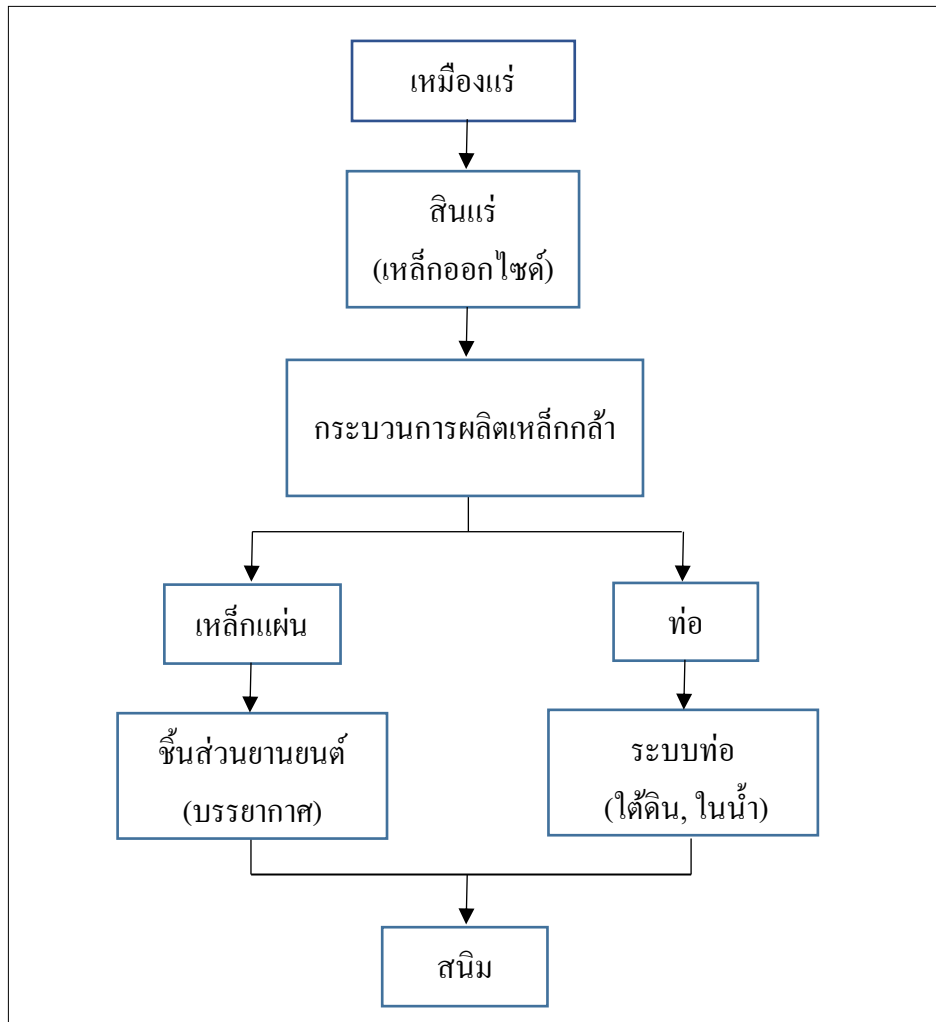 เหมืองแร่
สินแร่
(เหล็กออกไซด์)
กระบวนการผลิตเหล็กกล้า
เหล็กแผ่น
ท่อ
ชิ้นส่วนยานยนต์
(บรรยากาศ)
ระบบท่อ
(ใต้ดิน, ในน้ำ)
สนิม